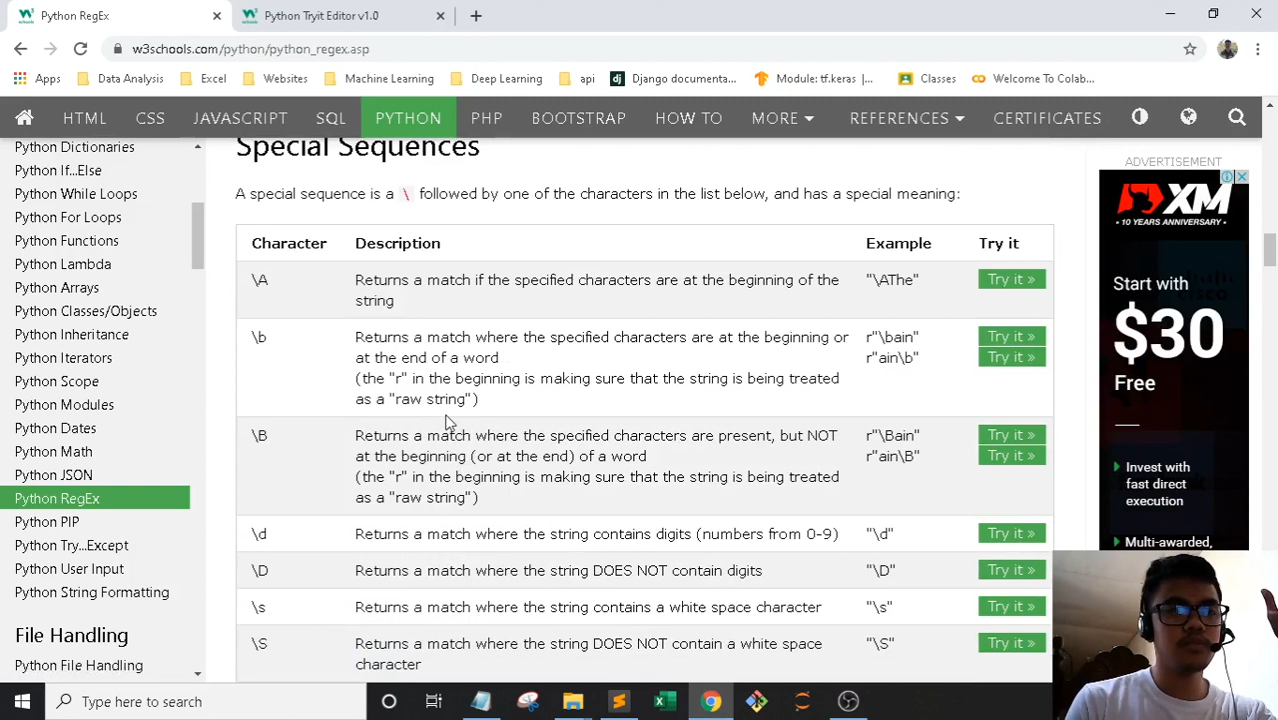 Python RegEx
Python Tryit Editor v1.0
w3schools.com/python/python_regex.asp
Apps
Data Analysis
Excel
Websites
Machine Learning
Deep Learning
api
Django documenta...
Module: tf.keras |...
Classes
Welcome To Colab...
HTML
CSS
JAVASCRIPT
SQL
PYTHON
PHP
BOOTSTRAP
HOW TO
MORE
REFERENCES
CERTIFICATES
Python Dictionaries
Python If...Else
Python While Loops
Python For Loops
Python Functions
Python Lambda
Python Arrays
Python Classes/Objects
Python Inheritance
Python Iterators
Python Scope
Python Modules
Python Dates
Python Math
Python JSON
Python RegEx
Python PIP
Python Try...Except
Python User Input
Python String Formatting
File Handling
Python File Handling
Special Sequences
A special sequence is a \ followed by one of the characters in the list below, and has a special meaning:
Character Description Example Try it
\A Returns a match if the specified characters are at the beginning of the "\AThe" Try it »
string
\b Returns a match where the specified characters are at the beginning or r"\bain" Try it »
at the end of a word r"ain\b" Try it »
(the "r" in the beginning is making sure that the string is being treated
as a "raw string")
\B Returns a match where the specified characters are present, but NOT r"\Bain" Try it »
at the beginning (or at the end) of a word r"ain\B" Try it »
(the "r" in the beginning is making sure that the string is being treated
as a "raw string")
\d Returns a match where the string contains digits (numbers from 0-9) "\d" Try it »
\D Returns a match where the string DOES NOT contain digits "\D" Try it »
\s Returns a match where the string contains a white space character "\s" Try it »
\S Returns a match where the string DOES NOT contain a white space "\S" Try it »
character
ADVERTISEMENT
XM
10 YEARS ANNIVERSARY
Start with
$30
Free
Invest with
fast direct
execution
Multi-awarded,
Type here to search